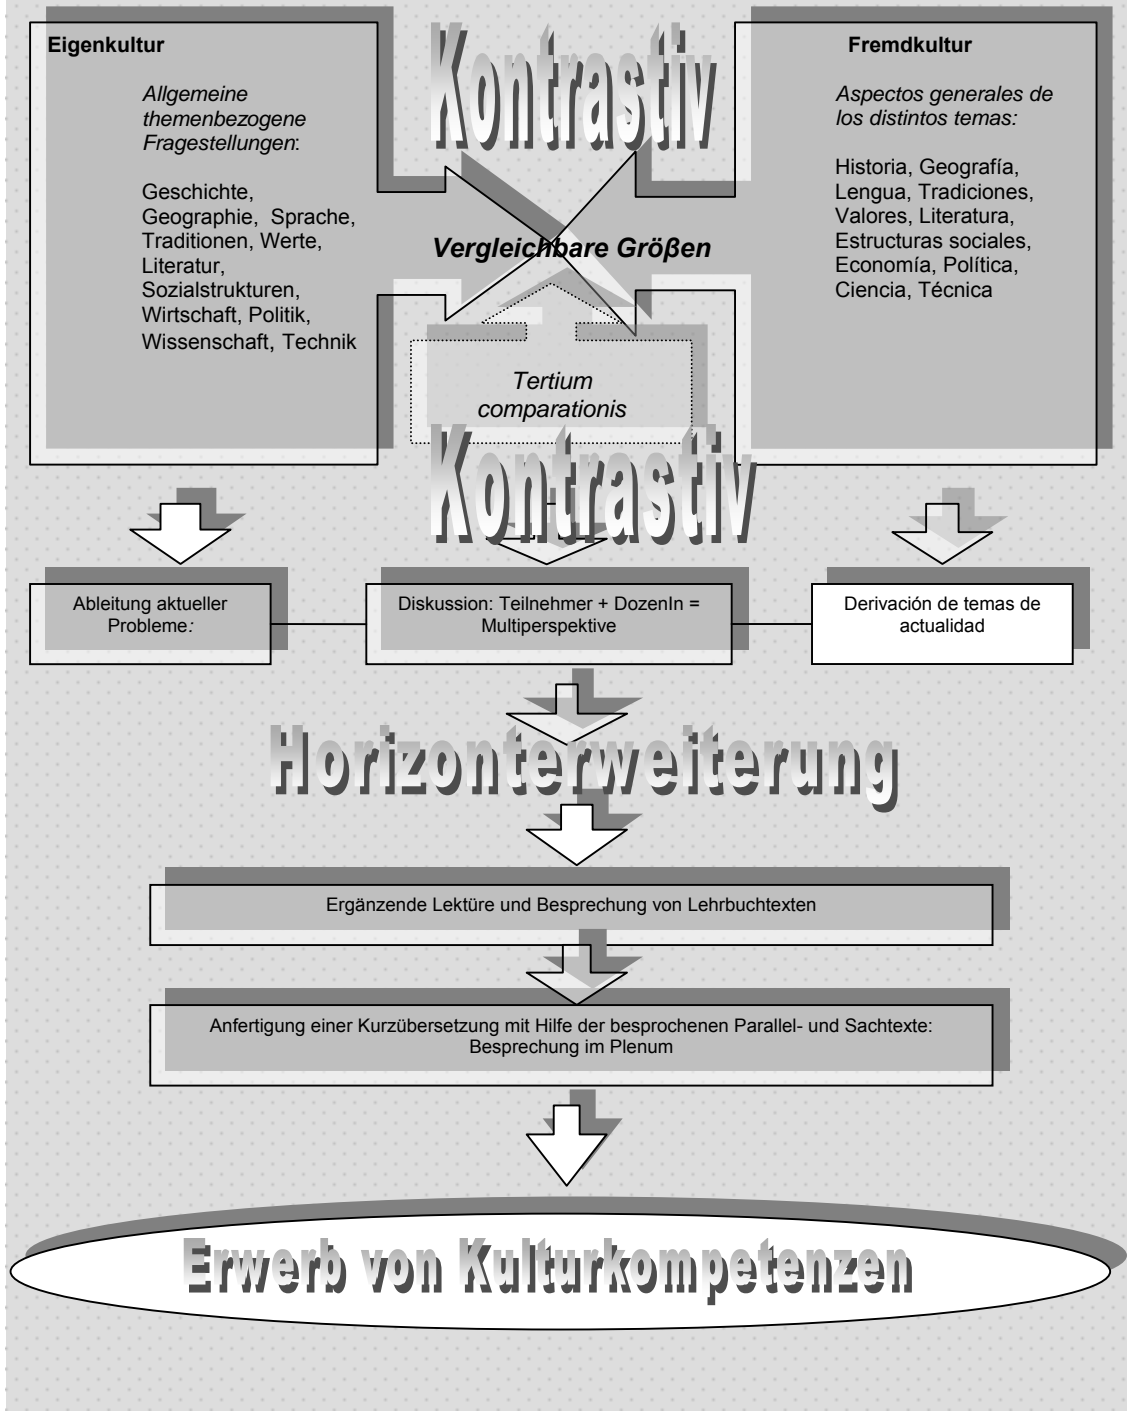 Kontrastiv
Eigenkultur
Allgemeine
themenbezogene
Fragestellungen:
Geschichte,
Geographie, Sprache,
Traditionen, Werte,
Literatur,
Sozialstrukturen,
Wirtschaft, Politik,
Wissenschaft, Technik
Fremdkultur
Aspectos generales de
los distintos temas:
Historia, Geografía,
Lengua, Tradiciones,
Valores, Literatura,
Estructuras sociales,
Economía, Política,
Ciencia, Técnica
Vergleichbare Größen
Tertium
comparationis
Kontrastiv
Ableitung aktueller
Probleme:
Diskussion: Teilnehmer + DozenIn =
Multiperspektive
Derivación de temas de
actualidad
Horizonterweiterung
Ergänzende Lektüre und Besprechung von Lehrbuchtexten
Anfertigung einer Kurzübersetzung mit Hilfe der besprochenen Parallel- und Sachtexte:
Besprechung im Plenum
Erwerb von Kulturkompetenzen